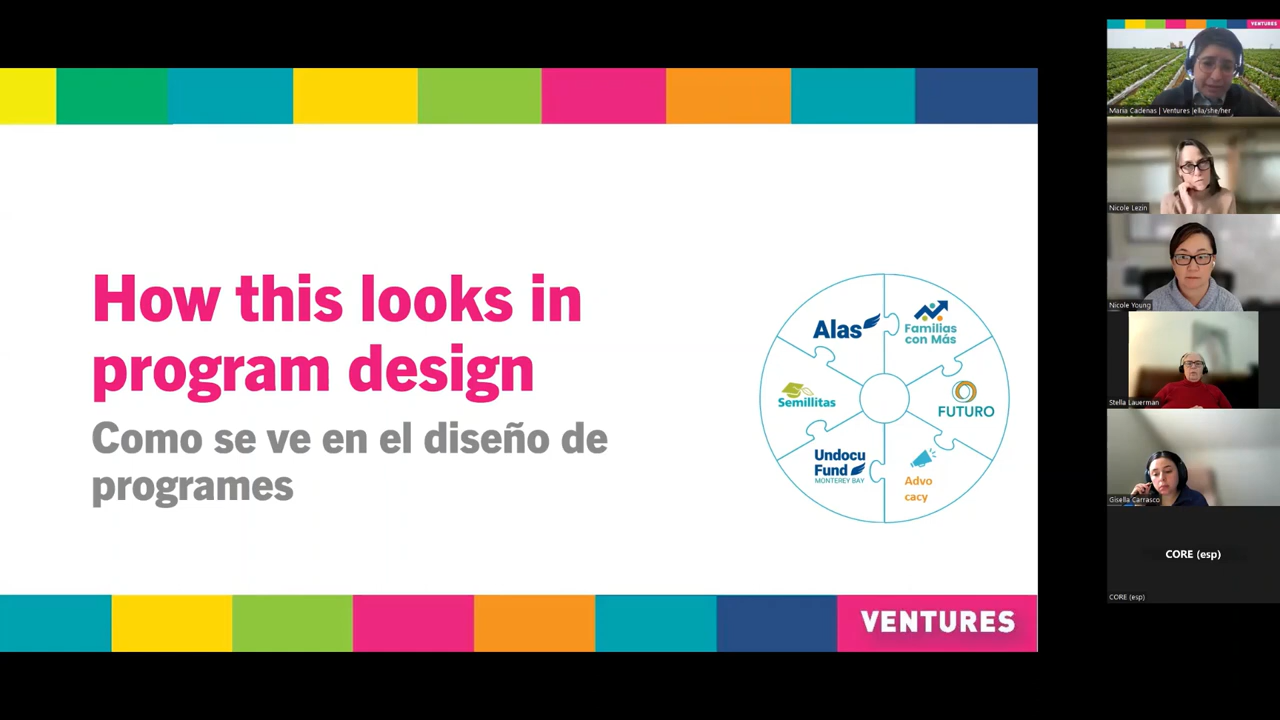 How this looks in
program design
Como se ve en el diseño de
programes
Alas
Familias
con Más
Semillitas
FUTURO
Undocu
Fund
MONTEREY BAY
Advo
cacy
VENTURES
VENTURES
Maria Cadenas | Ventures |ella/she/her
Nicole Lezin
Nicole Young
Stella Lauerman
Gisella Carrasco
CORE (esp)
CORE (esp)